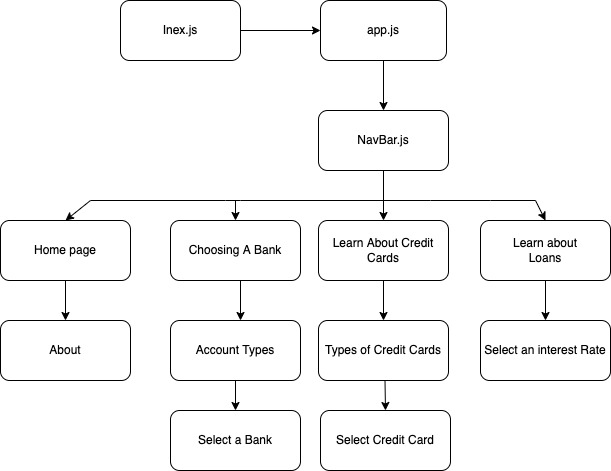 Inex.js
app.js
NavBar.js
Home page
Choosing A Bank
Learn About Credit
Cards
Learn about
Loans
About
Account Types
Types of Credit Cards
Select an interest Rate
Select a Bank
Select Credit Card